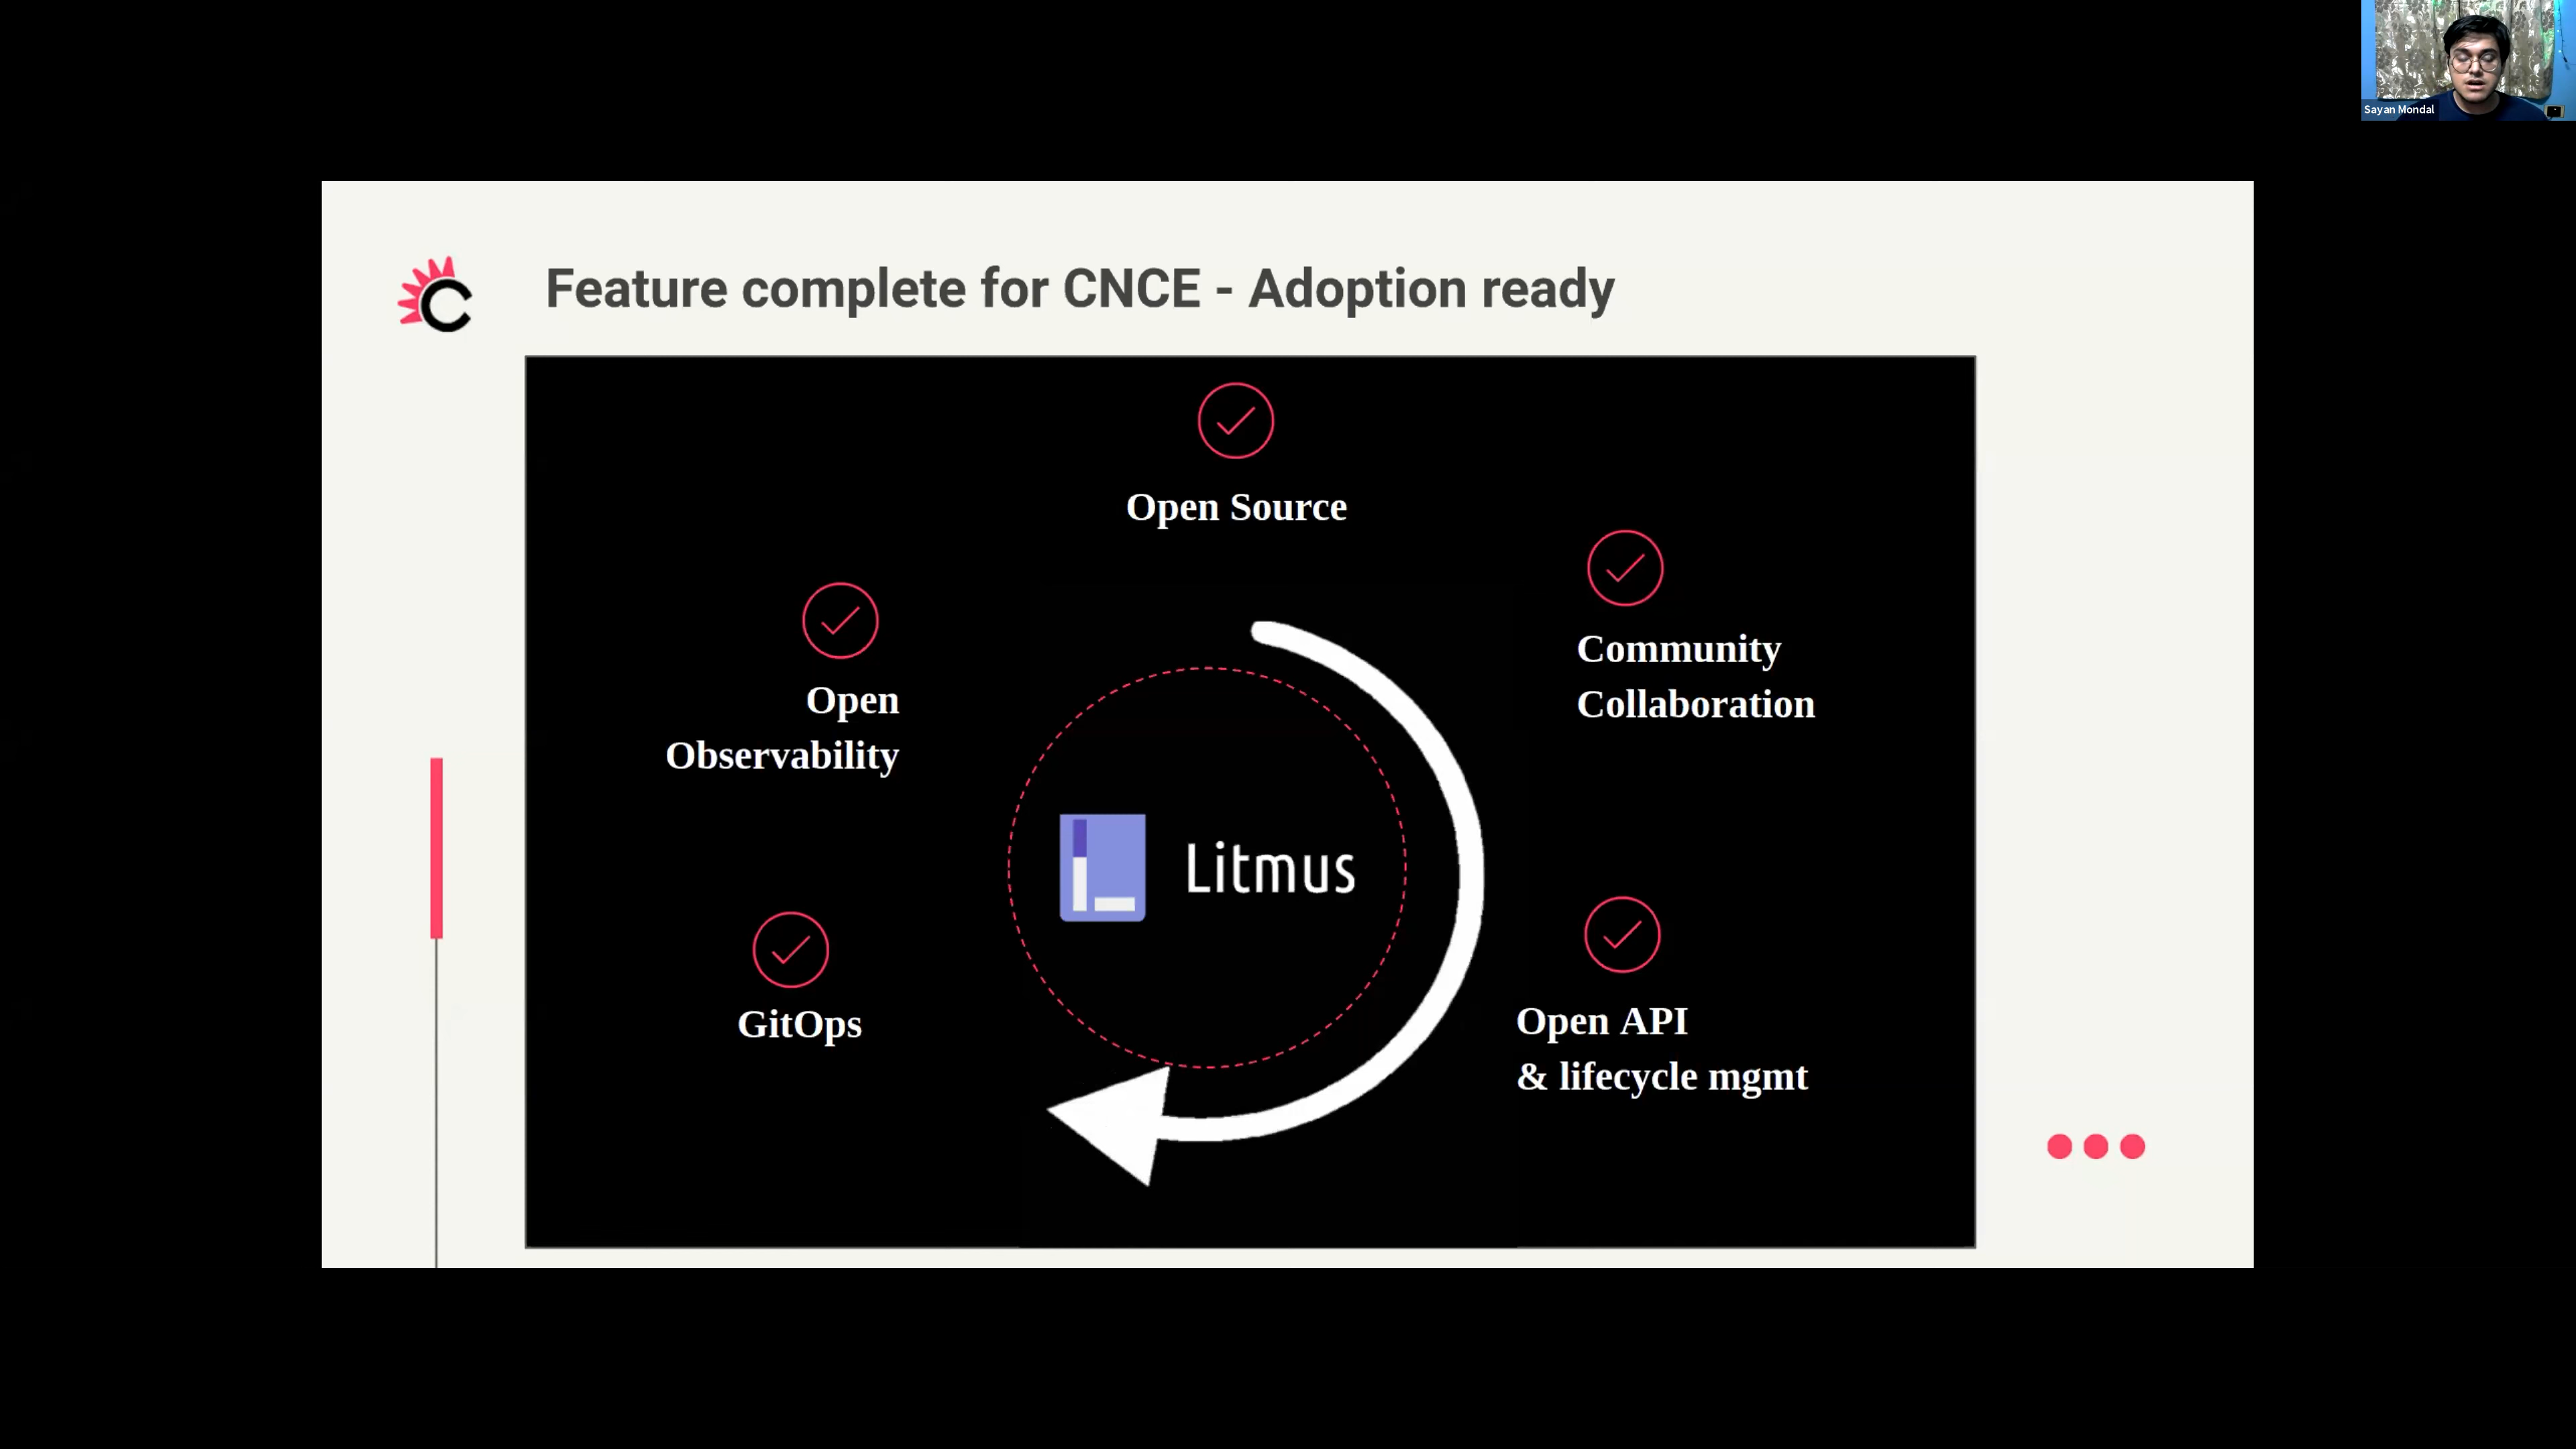 Sayan Mondal
Feature complete for CNCE - Adoption ready
Open Source
Community
Collaboration
Open
Observability
Litmus
GitOps
Open API
& lifecycle mgmt